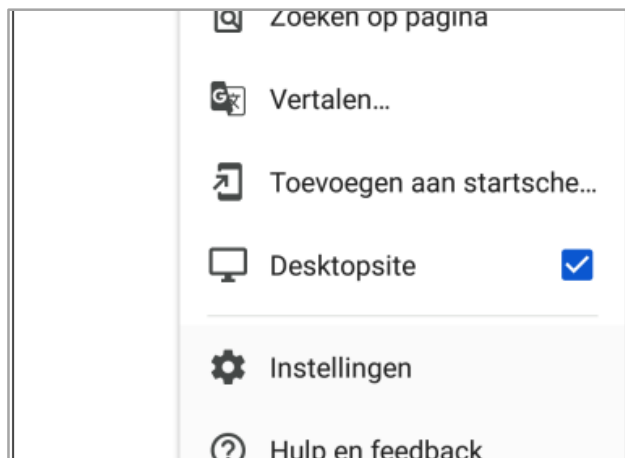 Zoeken op pagina
Vertalen…
Toevoegen aan startsche…
Desktopsite
Instellingen
Hulp en feedback